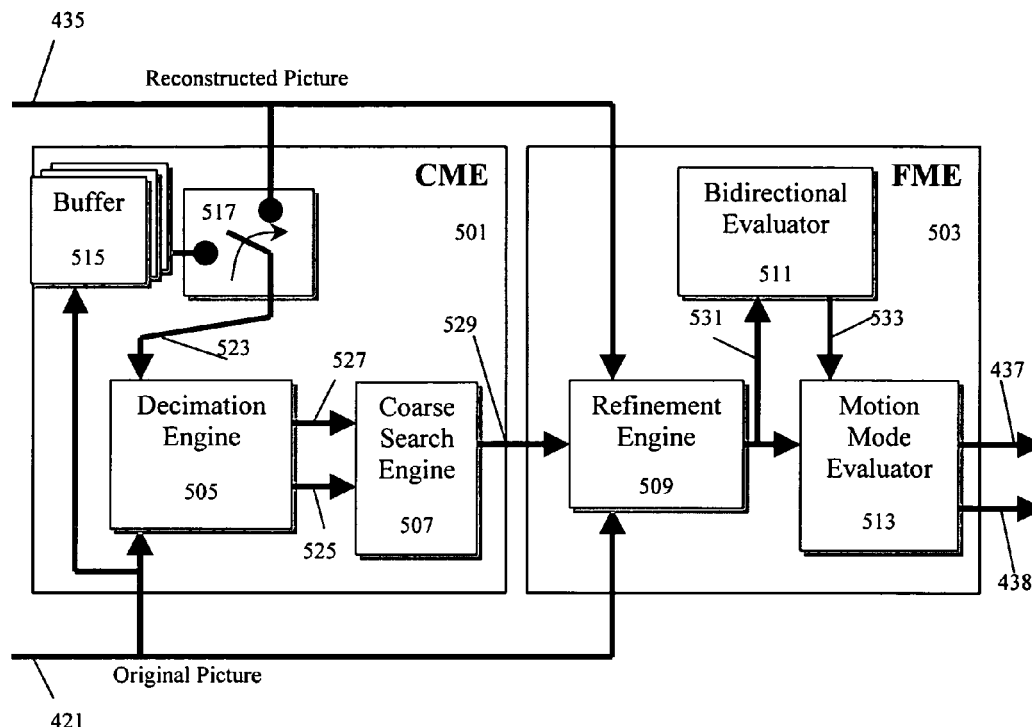 435
Reconstructed Picture
CME
501
Buffer
515
517
523
527
529
Decimation
Engine
505
525
Coarse
Search
Engine
507
FME
503
Bidirectional
Evaluator
511
531
533
Refinement
Engine
509
Motion
Mode
Evaluator
513
437
438
Original Picture
421